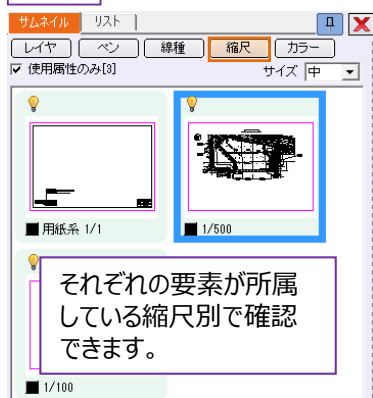 サムネイル リスト
レイヤ ペン 線種 縮尺 カラー
使用属性のみ[3] サイズ 中
用紙系 1/1 1/500
それぞれの要素が所属
している縮尺別で確認
できます。
1/100